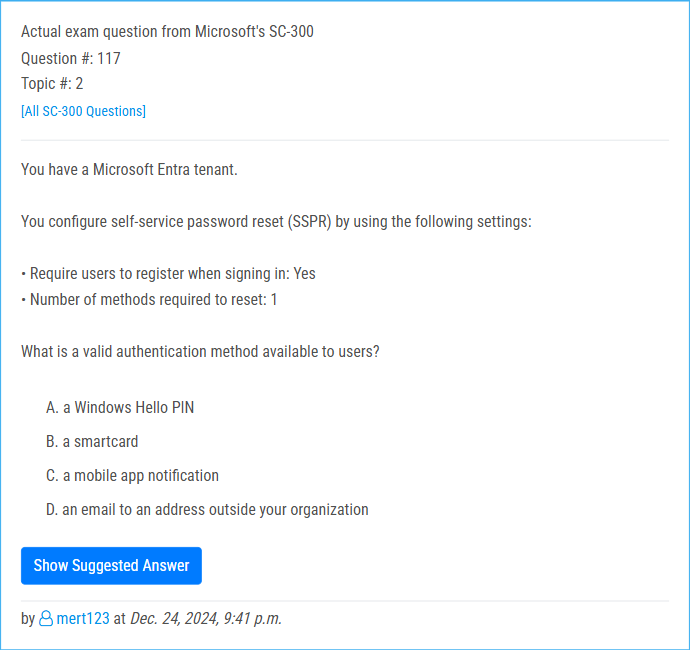 Actual exam question from Microsoft's SC-300
Question #: 117
Topic #: 2
[All SC-300 Questions]
You have a Microsoft Entra tenant.
You configure self-service password reset (SSPR) by using the following settings:
• Require users to register when signing in: Yes
• Number of methods required to reset: 1
What is a valid authentication method available to users?
A. a Windows Hello PIN
B. a smartcard
C. a mobile app notification
D. an email to an address outside your organization
Show Suggested Answer
by mert123 at Dec. 24, 2024, 9:41 p.m.